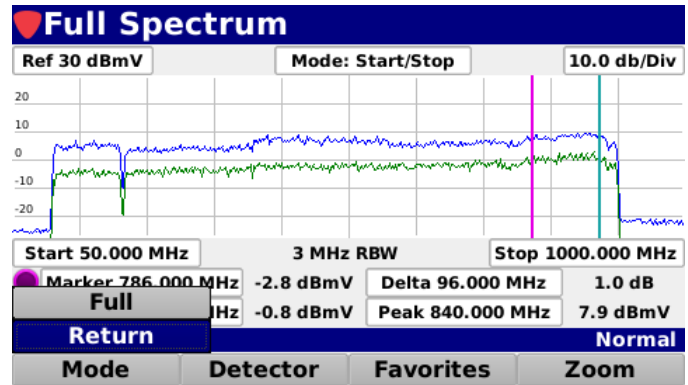 Full Spectrum
Ref 30 dBmV Mode: Start/Stop 10.0 db/Div
20
10
0
-10
-20
Start 50.000 MHz 3 MHz RBW Stop 1000.000 MHz
Marker 786.000 MHz -2.8 dBmV Delta 96.000 MHz 1.0 dB
Full Hz -0.8 dBmV Peak 840.000 MHz 7.9 dBmV
Return Normal
Mode Detector Favorites Zoom